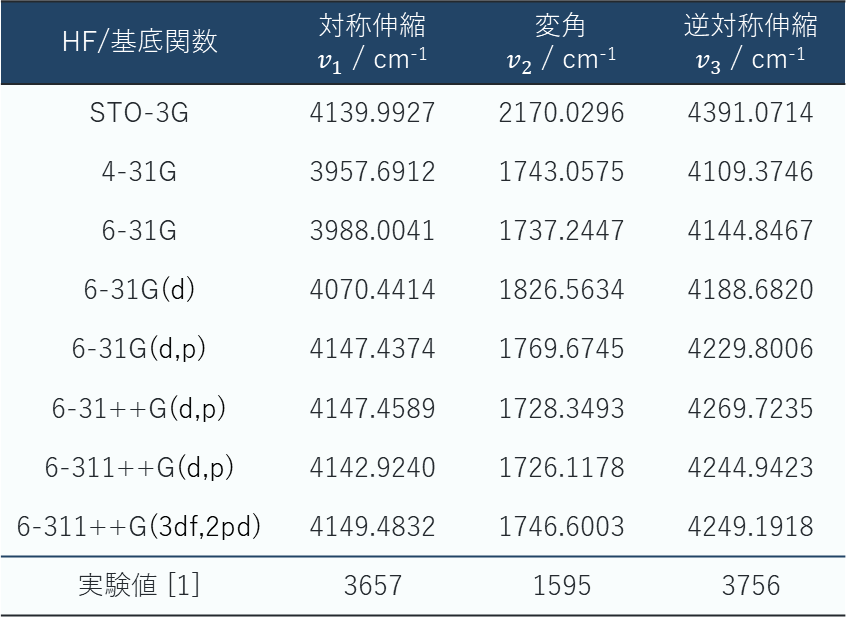 HF/基底関数 対称伸縮 変角 逆対称伸縮
v1 / cm-1 v2 / cm-1 v3 / cm-1
STO-3G 4139.9927 2170.0296 4391.0714
4-31G 3957.6912 1743.0575 4109.3746
6-31G 3988.0041 1737.2447 4144.8467
6-31G(d) 4070.4414 1826.5634 4188.6820
6-31G(d,p) 4147.4374 1769.6745 4229.8006
6-31++G(d,p) 4147.4589 1728.3493 4269.7235
6-311++G(d,p) 4142.9240 1726.1178 4244.9423
6-311++G(3df,2pd) 4149.4832 1746.6003 4249.1918
実験値 [1] 3657 1595 3756